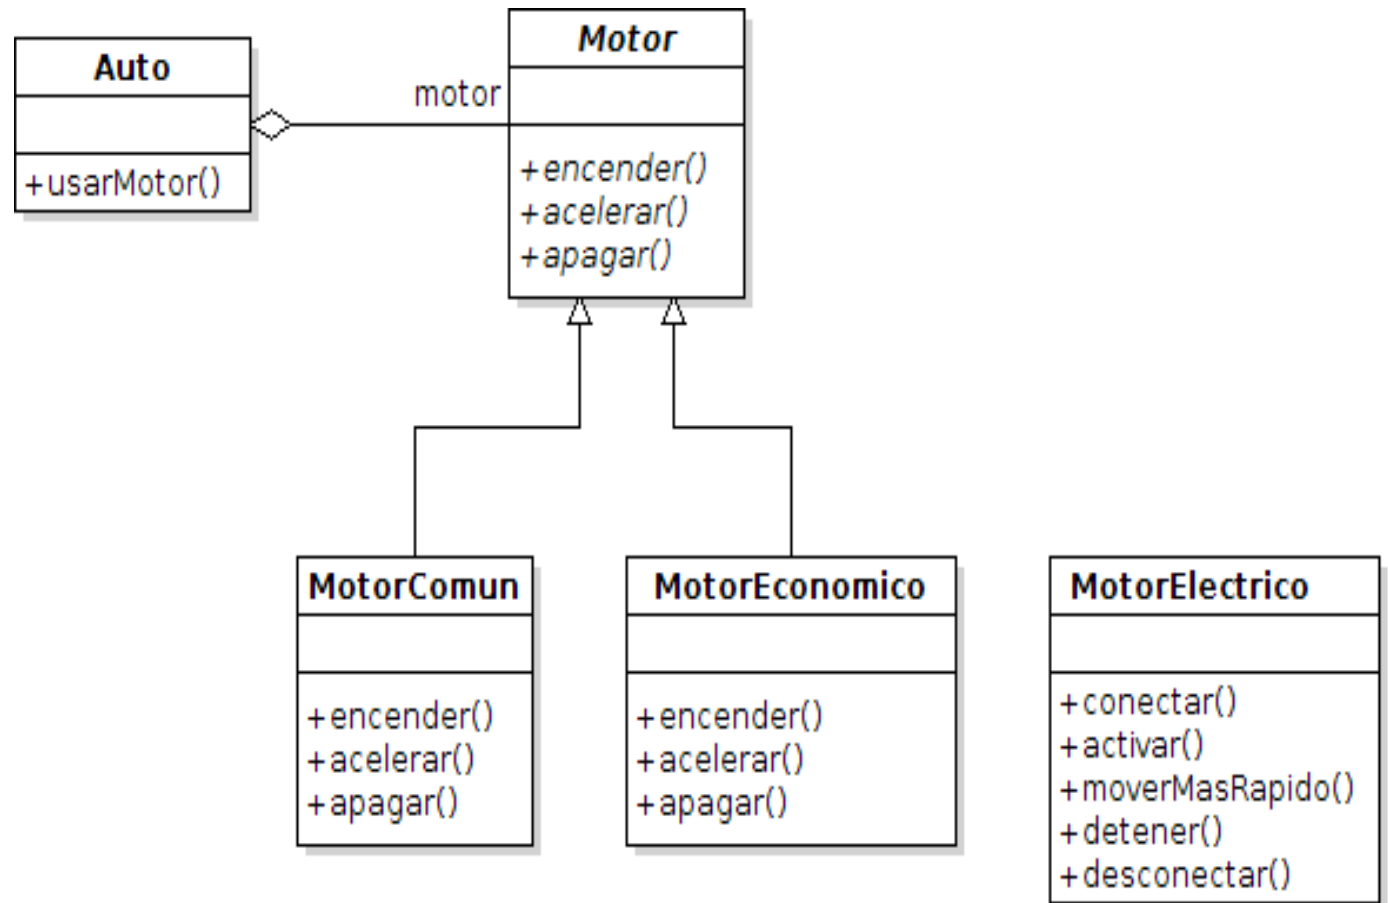 Auto
+usarMotor()
motor
Motor
+encender()
+acelerar()
+apagar()
MotorComun
+encender()
+acelerar()
+apagar()
MotorEconomico
+encender()
+acelerar()
+apagar()
MotorElectrico
+conectar()
+activar()
+moverMasRapido()
+detener()
+desconectar()